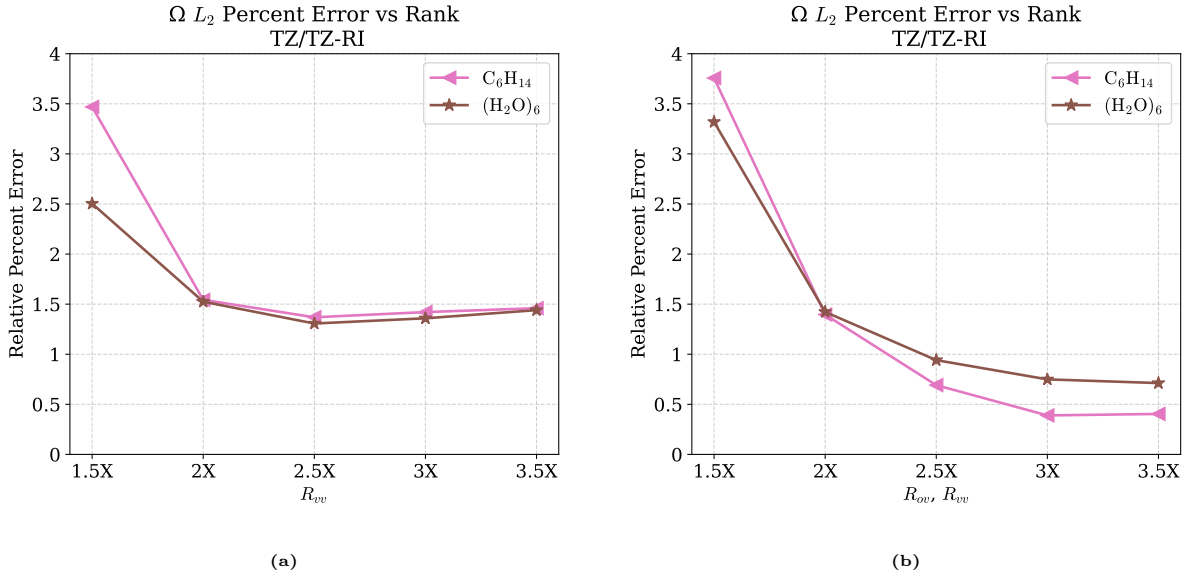 Ω L₂ Percent Error vs Rank
TZ/TZ-RI
4
3.5
3
2.5
2
1.5
1
0.5
0
Relative Percent Error
C₆H₁₄
(H₂O)₆
1.5X 2X 2.5X 3X 3.5X
R_vv
(a)
Ω L₂ Percent Error vs Rank
TZ/TZ-RI
4
3.5
3
2.5
2
1.5
1
0.5
0
Relative Percent Error
C₆H₁₄
(H₂O)₆
1.5X 2X 2.5X 3X 3.5X
R_ov, R_vv
(b)